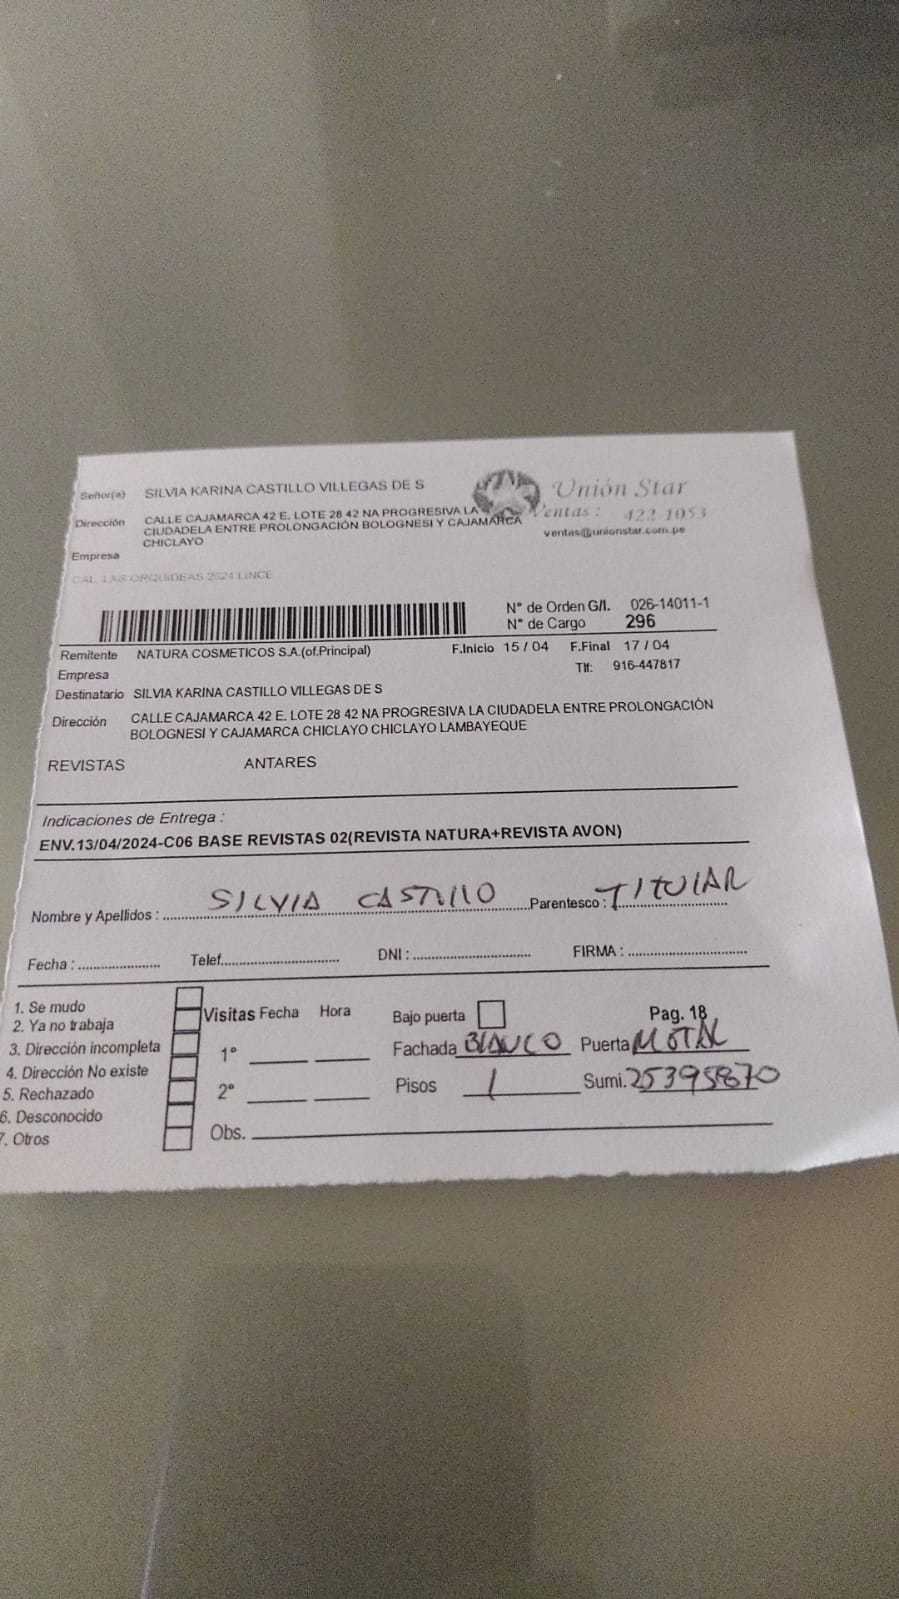 Señor(a) SILVIA KARINA CASTILLO VILLEGAS DE S
Unión Star
Dirección CALLE CAJAMARCA 42 E. LOTE 28 42 NA PROGRESIVA LA
CIUDADELA ENTRE PROLONGACIÓN BOLOGNESI Y CAJAMARCA
CHICLAYO
Ventas: 422-1053
ventas@unionstar.com.pe
Empresa
CAL. LAS ORQUIDEAS 2624 LINCE
N° de Orden G/I. 026-14011-1
N° de Cargo 296
Remitente NATURA COSMETICOS S.A.(of.Principal) F.Inicio 15 / 04 F.Final 17 / 04
Empresa Tlf: 916-447817
Destinatario SILVIA KARINA CASTILLO VILLEGAS DE S
Dirección CALLE CAJAMARCA 42 E. LOTE 28 42 NA PROGRESIVA LA CIUDADELA ENTRE PROLONGACIÓN
BOLOGNESI Y CAJAMARCA CHICLAYO CHICLAYO LAMBAYEQUE
REVISTAS ANTARES
Indicaciones de Entrega :
ENV.13/04/2024-C06 BASE REVISTAS 02(REVISTA NATURA+REVISTA AVON)
Nombre y Apellidos : SILVIA CASTILLO Parentesco : TITULAR
Fecha : Telef. DNI : FIRMA :
1. Se mudo
2. Ya no trabaja
3. Dirección incompleta
4. Dirección No existe
5. Rechazado
6. Desconocido
7. Otros
Visitas Fecha Hora
1°
2°
Obs.
Bajo puerta Pag. 18
Fachada BLANCO Puerta METAL
Pisos 1 Sumi. 25395870